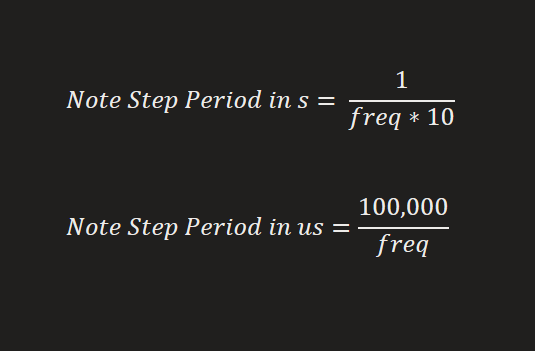 Note Step Period in s = 1 / freq * 10
Note Step Period in us = 100,000 / freq